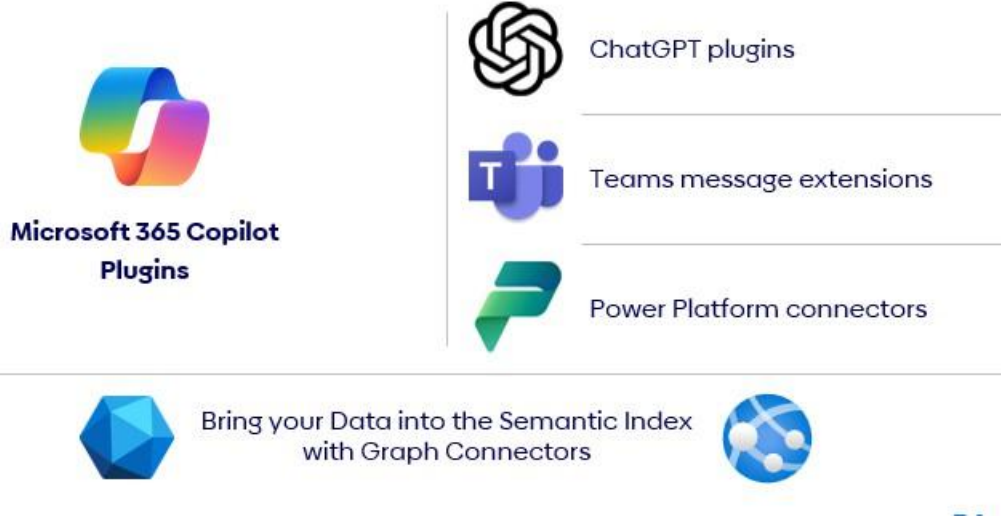 ChatGPT plugins
Teams message extensions
Microsoft 365 Copilot
Plugins
Power Platform connectors
Bring your Data into the Semantic Index
with Graph Connectors